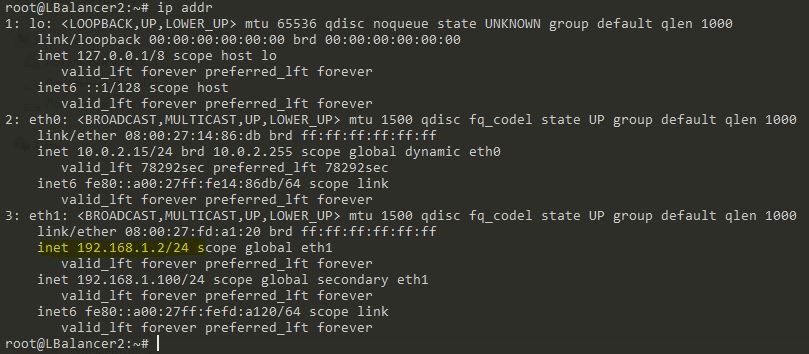 root@LBalancer2:~# ip addr
1: lo: <LOOPBACK,UP,LOWER_UP> mtu 65536 qdisc noqueue state UNKNOWN group default qlen 1000
link/loopback 00:00:00:00:00:00 brd 00:00:00:00:00:00
inet 127.0.0.1/8 scope host lo
valid_lft forever preferred_lft forever
inet6 ::1/128 scope host
valid_lft forever preferred_lft forever
2: eth0: <BROADCAST,MULTICAST,UP,LOWER_UP> mtu 1500 qdisc fq_codel state UP group default qlen 1000
link/ether 08:00:27:14:86:db brd ff:ff:ff:ff:ff:ff
inet 10.0.2.15/24 brd 10.0.2.255 scope global dynamic eth0
valid_lft 78292sec preferred_lft 78292sec
inet6 fe80::a00:27ff:fe14:86db/64 scope link
valid_lft forever preferred_lft forever
3: eth1: <BROADCAST,MULTICAST,UP,LOWER_UP> mtu 1500 qdisc fq_codel state UP group default qlen 1000
link/ether 08:00:27:fd:a1:20 brd ff:ff:ff:ff:ff:ff
inet 192.168.1.2/24 scope global eth1
valid_lft forever preferred_lft forever
inet 192.168.1.100/24 scope global secondary eth1
valid_lft forever preferred_lft forever
inet6 fe80::a00:27ff:fefd:a120/64 scope link
valid_lft forever preferred_lft forever
root@LBalancer2:~#